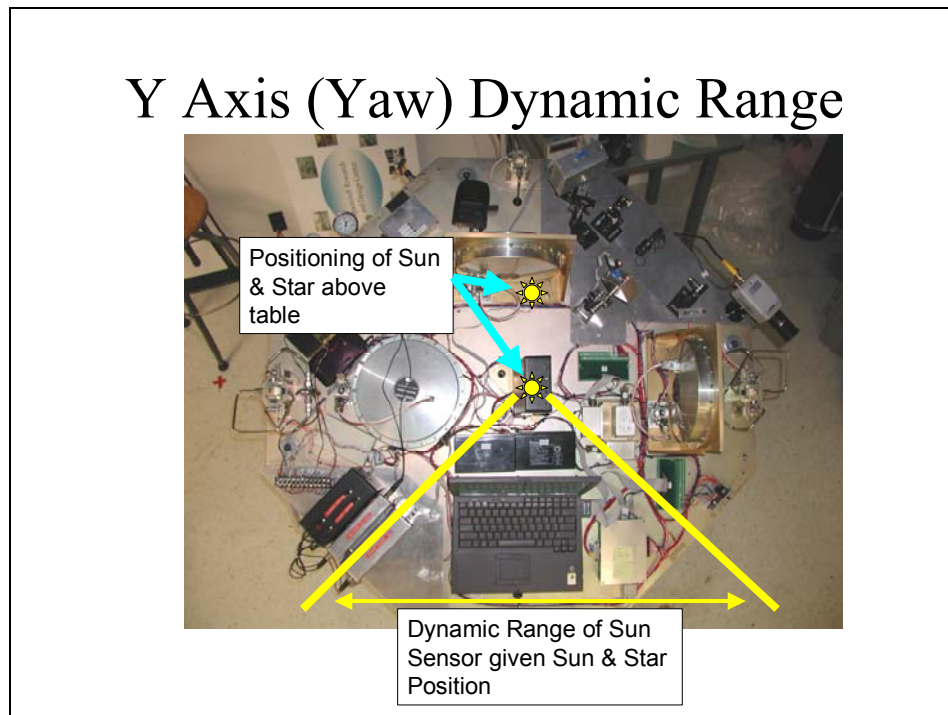 Y Axis (Yaw) Dynamic Range
Positioning of Sun
& Star above
table
Dynamic Range of Sun
Sensor given Sun & Star
Position